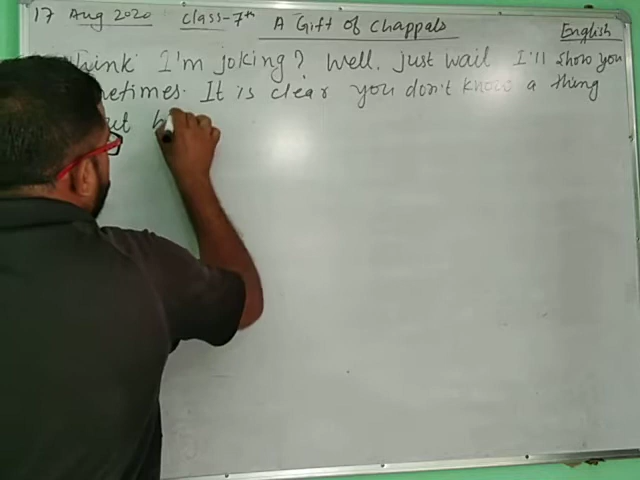 17 Aug 2020 class-7th A Gift of Chappals English
think I'm joking? Well, just wait I'll show you
metimes. It is clear you don't know a thing
ut